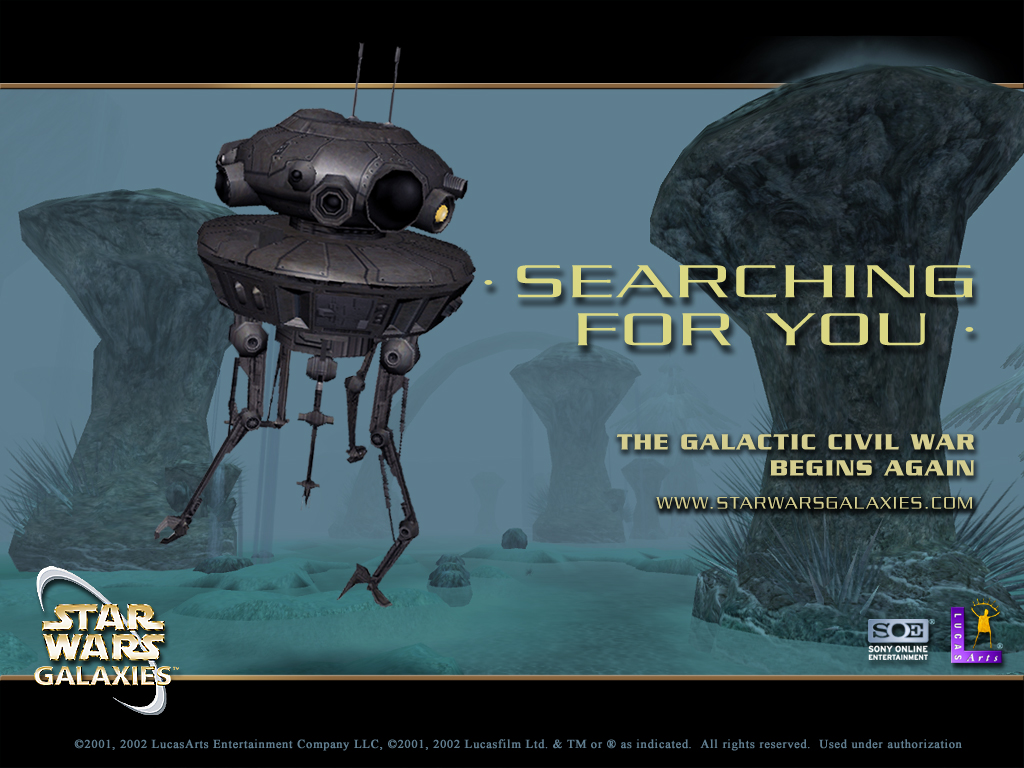 · SEARCHING
FOR YOU ·
THE GALACTIC CIVIL WAR
BEGINS AGAIN
WWW.STARWARSGALAXIES.COM
STAR
WARS
GALAXIES™
SOE®
SONY ONLINE
ENTERTAINMENT
LUCAS
Arts ®
©2001, 2002 LucasArts Entertainment Company LLC, ©2001, 2002 Lucasfilm Ltd. & TM or ® as indicated. All rights reserved. Used under authorization